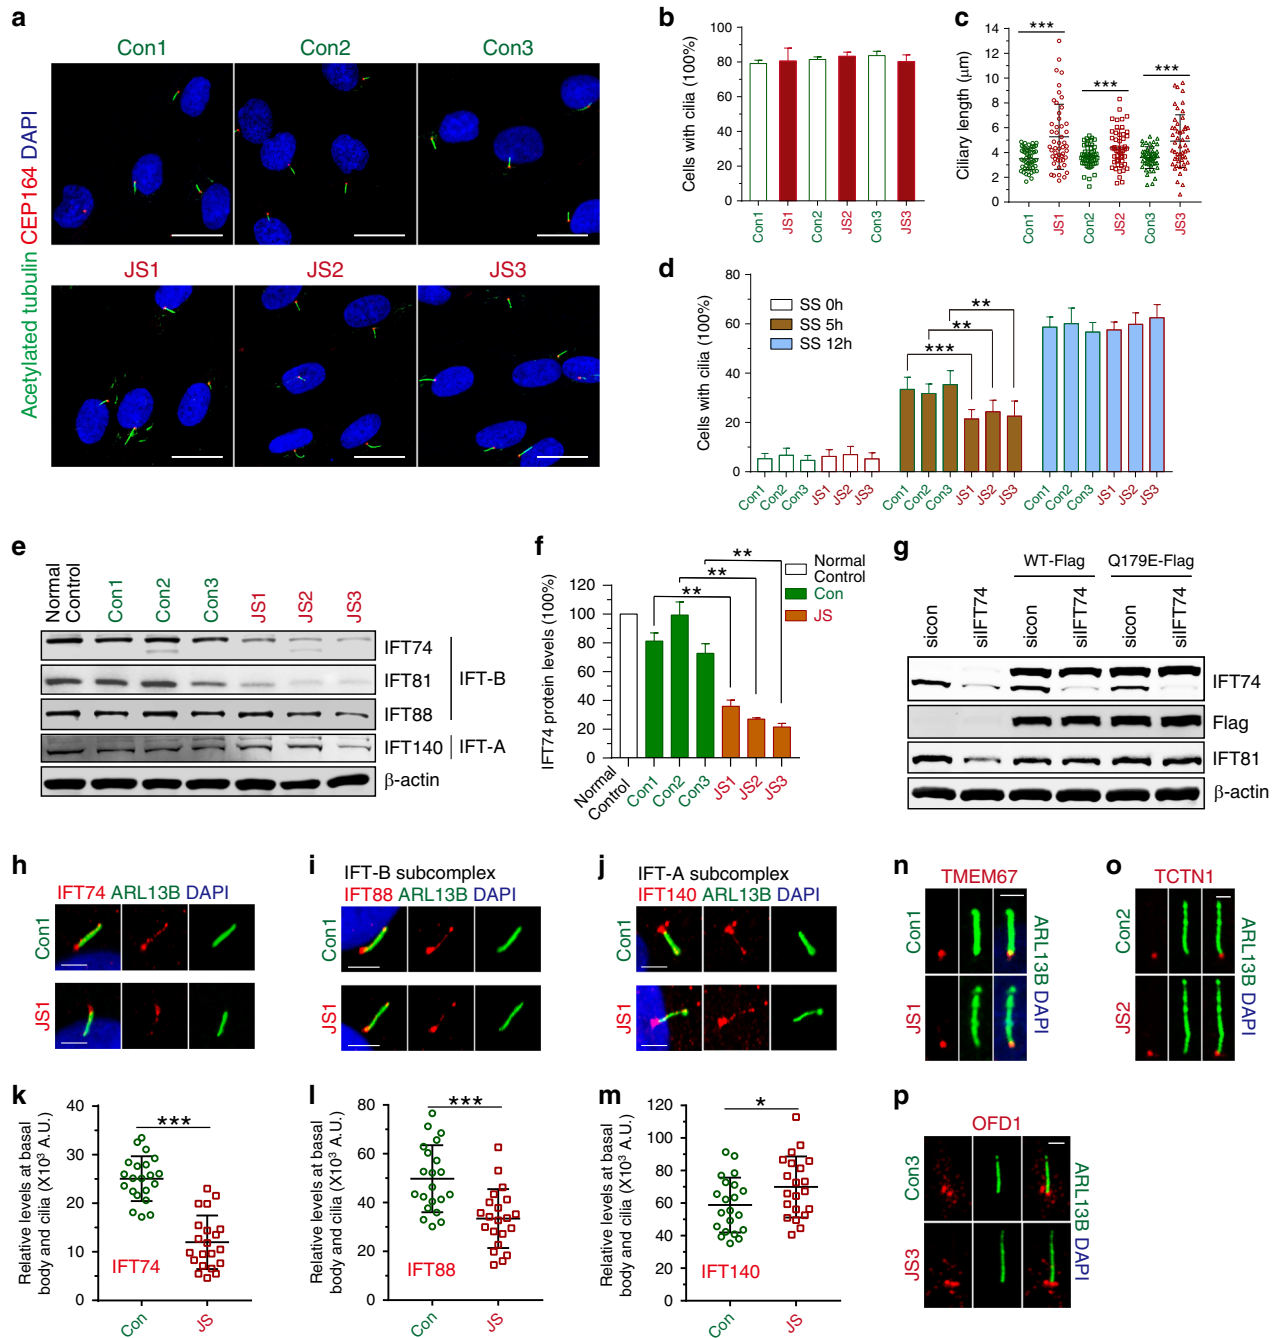 a
Con1 Con2 Con3
Acetylated tubulin CEP164 DAPI
JS1 JS2 JS3
b
Cells with cilia (100%)
100
80
60
40
20
0
Con1 JS1 Con2 JS2 Con3 JS3
c
Ciliary length (μm)
14
12
10
8
6
4
2
0
*** *** ***
Con1 JS1 Con2 JS2 Con3 JS3
d
Cells with cilia (100%)
80
60
40
20
0
SS 0h
SS 5h
SS 12h
**
**
***
Con1 Con2 Con3 JS1 JS2 JS3 Con1 Con2 Con3 JS1 JS2 JS3 Con1 Con2 Con3 JS1 JS2 JS3
e
Normal Control Con1 Con2 Con3 JS1 JS2 JS3
IFT74
IFT81 IFT-B
IFT88
IFT140 IFT-A
β-actin
f
IFT74 protein levels (100%)
120
100
80
60
40
20
0
**
**
**
Normal Control
Con
JS
Normal Control Con1 Con2 Con3 JS1 JS2 JS3
g
WT-Flag Q179E-Flag
sicon siIFT74 sicon siIFT74 sicon siIFT74
IFT74
Flag
IFT81
β-actin
h
IFT74 ARL13B DAPI
Con1
JS1
i
IFT-B subcomplex
IFT88 ARL13B DAPI
Con1
JS1
j
IFT-A subcomplex
IFT140 ARL13B DAPI
Con1
JS1
n
TMEM67
Con1
JS1
ARL13B DAPI
o
TCTN1
Con2
JS2
ARL13B DAPI
k
Relative levels at basal
body and cilia (X10³ A.U.)
40
30
20
10
0
***
IFT74
Con JS
l
Relative levels at basal
body and cilia (X10³ A.U.)
80
60
40
20
0
***
IFT88
Con JS
m
Relative levels at basal
body and cilia (X10³ A.U.)
120
100
80
60
40
20
0
*
IFT140
Con JS
p
OFD1
Con3
JS3
ARL13B DAPI